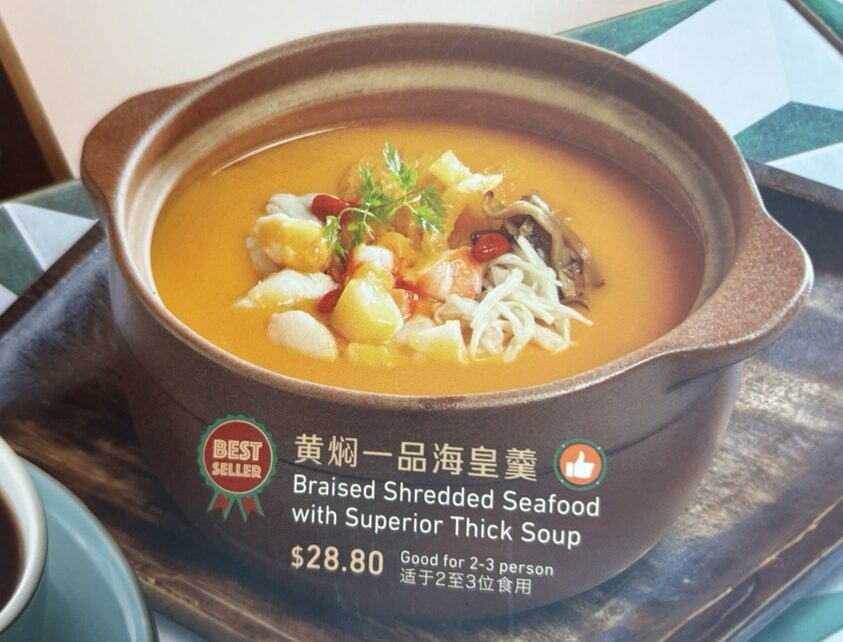 BEST
SELLER
黄焖一品海皇羹
Braised Shredded Seafood
with Superior Thick Soup
$28.80
Good for 2-3 person
适于2至3位食用